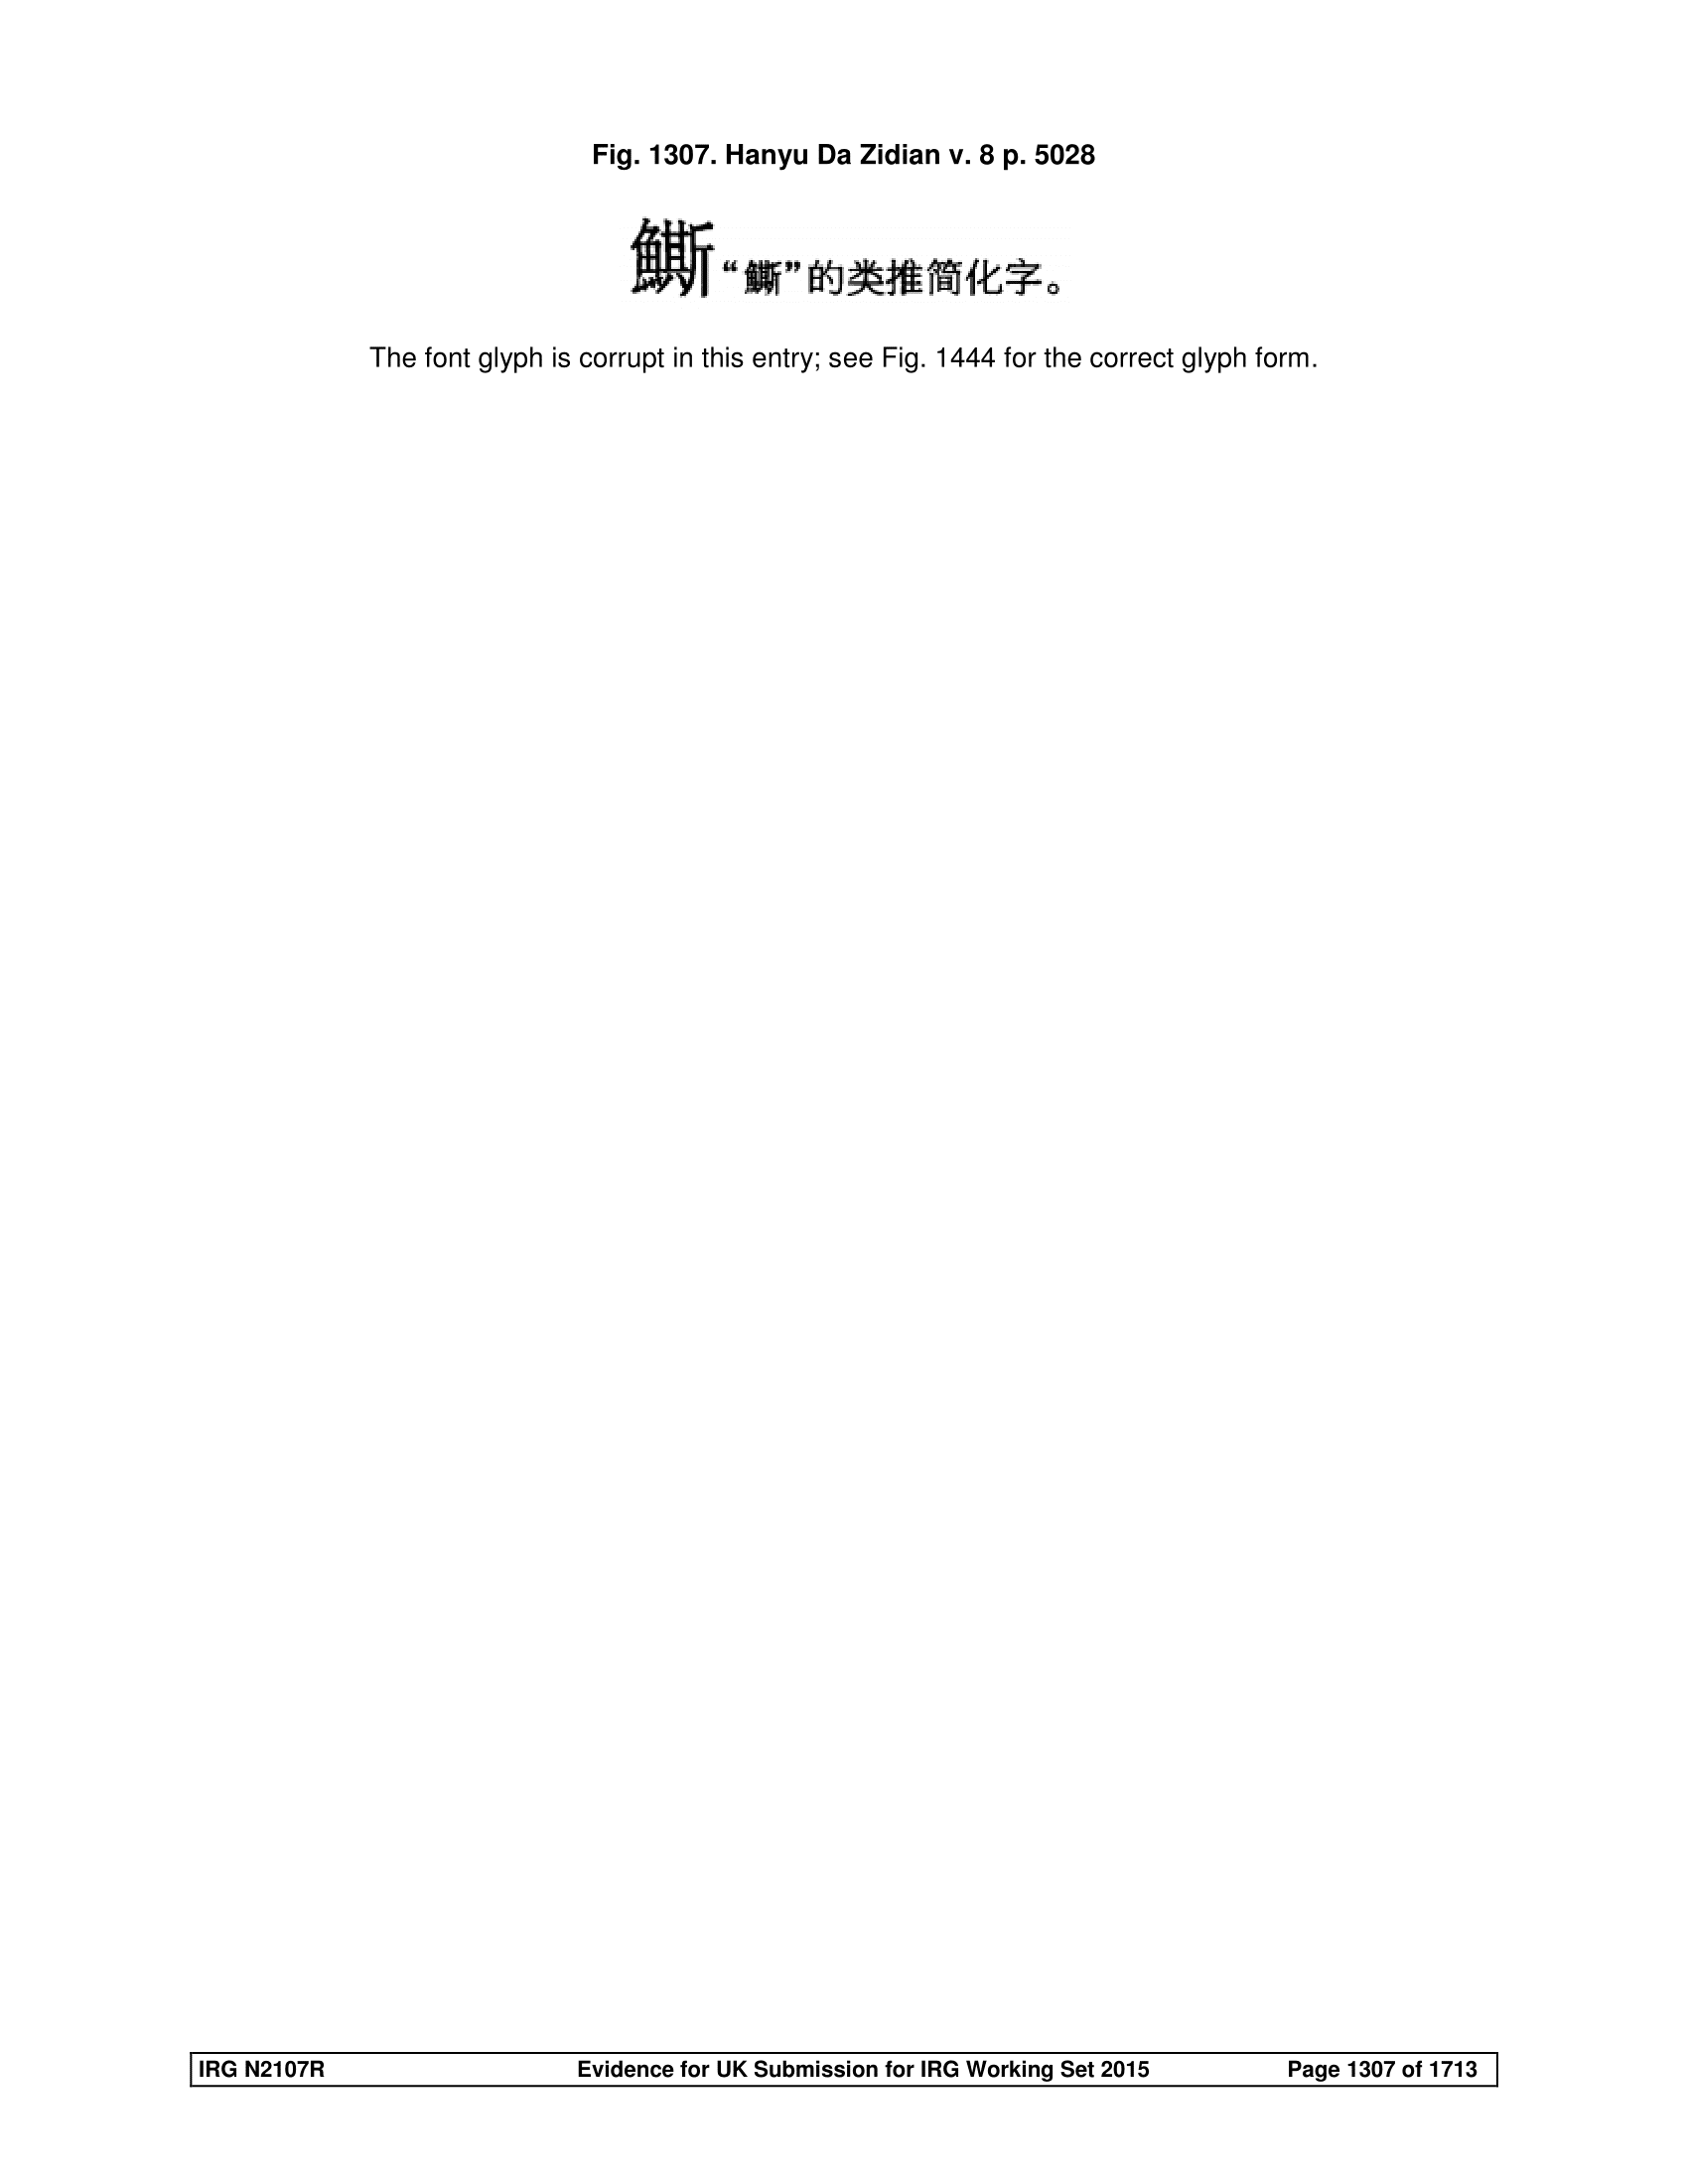 Fig. 1307. Hanyu Da Zidian v. 8 p. 5028
“”的类推简化字。
The font glyph is corrupt in this entry; see Fig. 1444 for the correct glyph form.
IRG N2107R Evidence for UK Submission for IRG Working Set 2015 Page 1307 of 1713